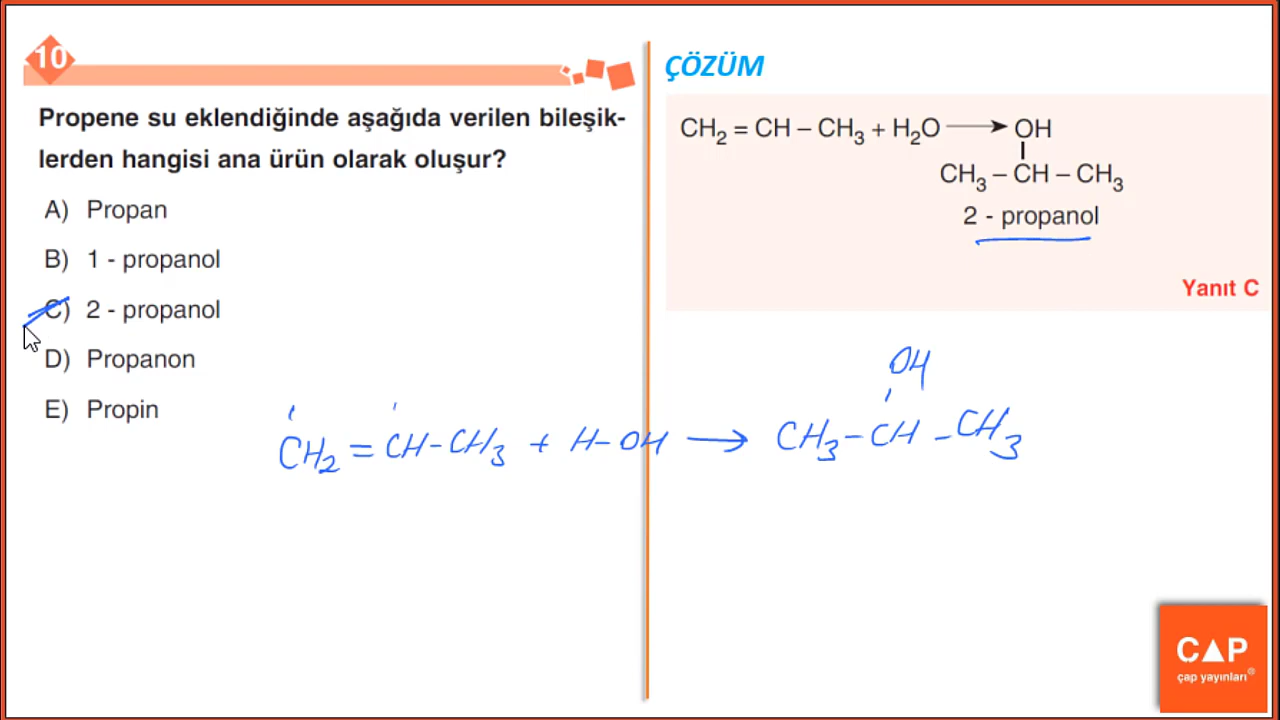 10
Propene su eklendiğinde aşağıda verilen bileşik-
lerden hangisi ana ürün olarak oluşur?
A) Propan
B) 1 - propanol
C) 2 - propanol
D) Propanon
E) Propin
ÇÖZÜM
CH₂ = CH – CH₃ + H₂O ⟶ OH
CH₃ – CH – CH₃
2 - propanol
Yanıt C
OH
CH₂ = CH – CH₃ + H – OH ⟶ CH₃ – CH – CH₃
CAP
çap yayınları®